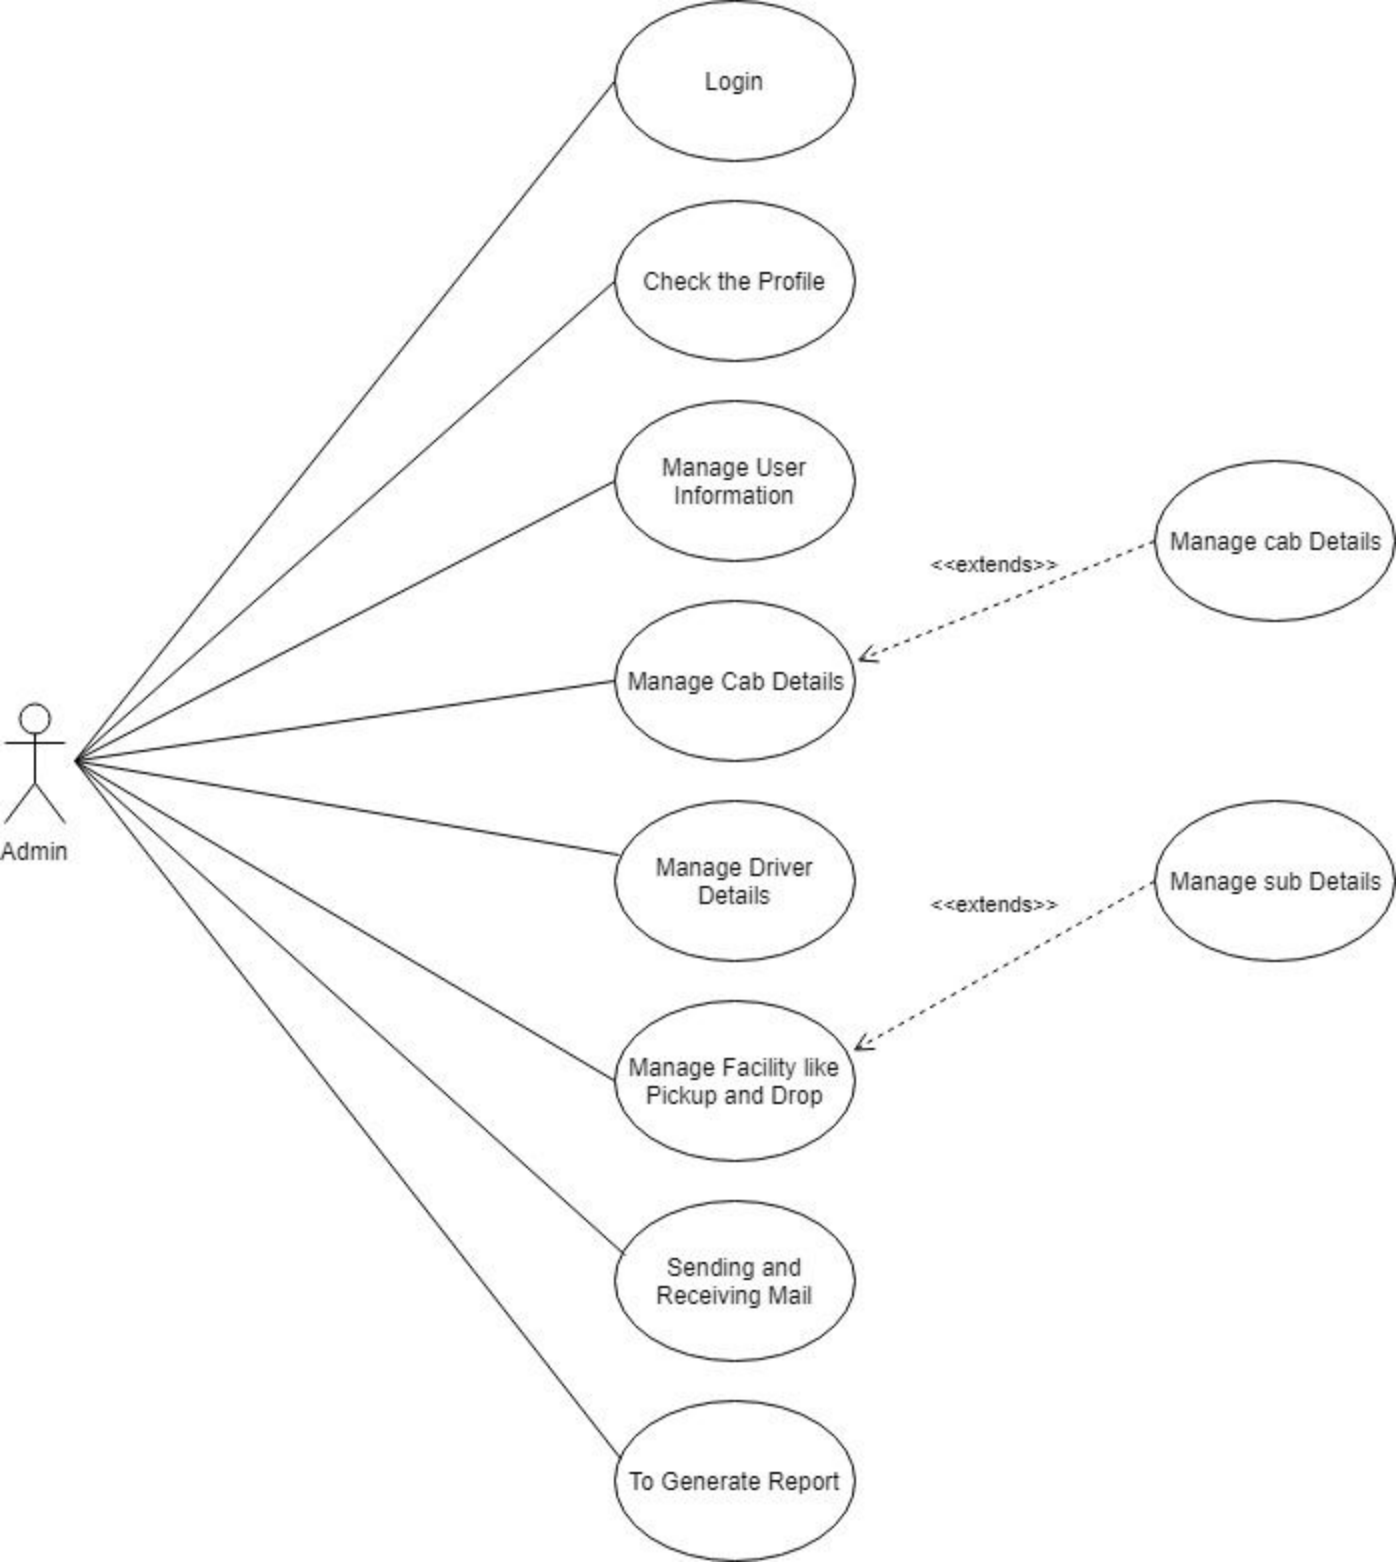 Login
Check the Profile
Manage User
Information
Manage cab Details
<<extends>>
Manage Cab Details
Admin
Manage Driver
Details
Manage sub Details
<<extends>>
Manage Facility like
Pickup and Drop
Sending and
Receiving Mail
To Generate Report